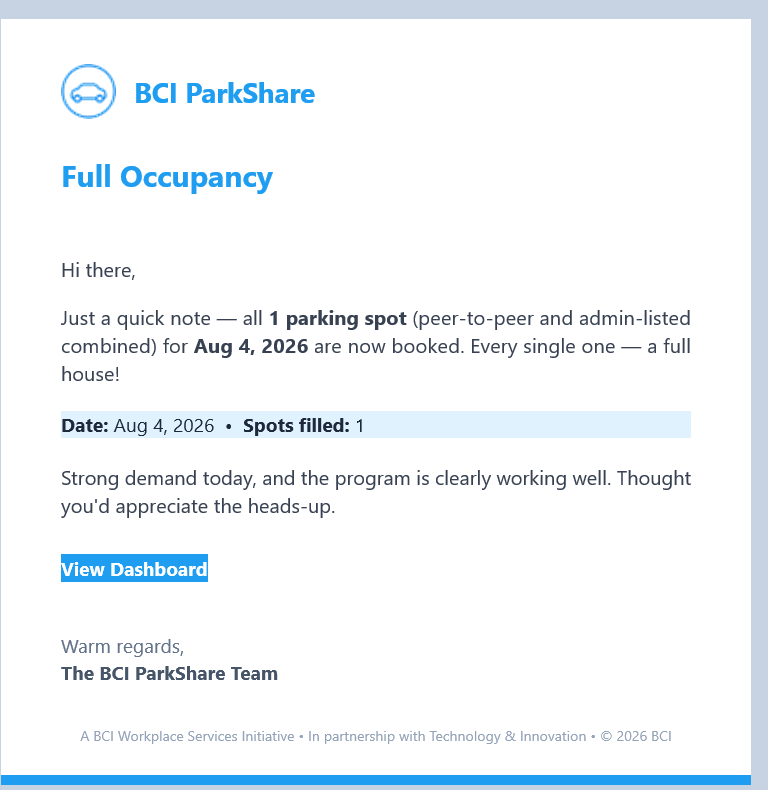 BCI ParkShare
Full Occupancy
Hi there,
Just a quick note — all 1 parking spot (peer-to-peer and admin-listed
combined) for Aug 4, 2026 are now booked. Every single one — a full
house!
Date: Aug 4, 2026 • Spots filled: 1
Strong demand today, and the program is clearly working well. Thought
you'd appreciate the heads-up.
View Dashboard
Warm regards,
The BCI ParkShare Team
A BCI Workplace Services Initiative • In partnership with Technology & Innovation • © 2026 BCI